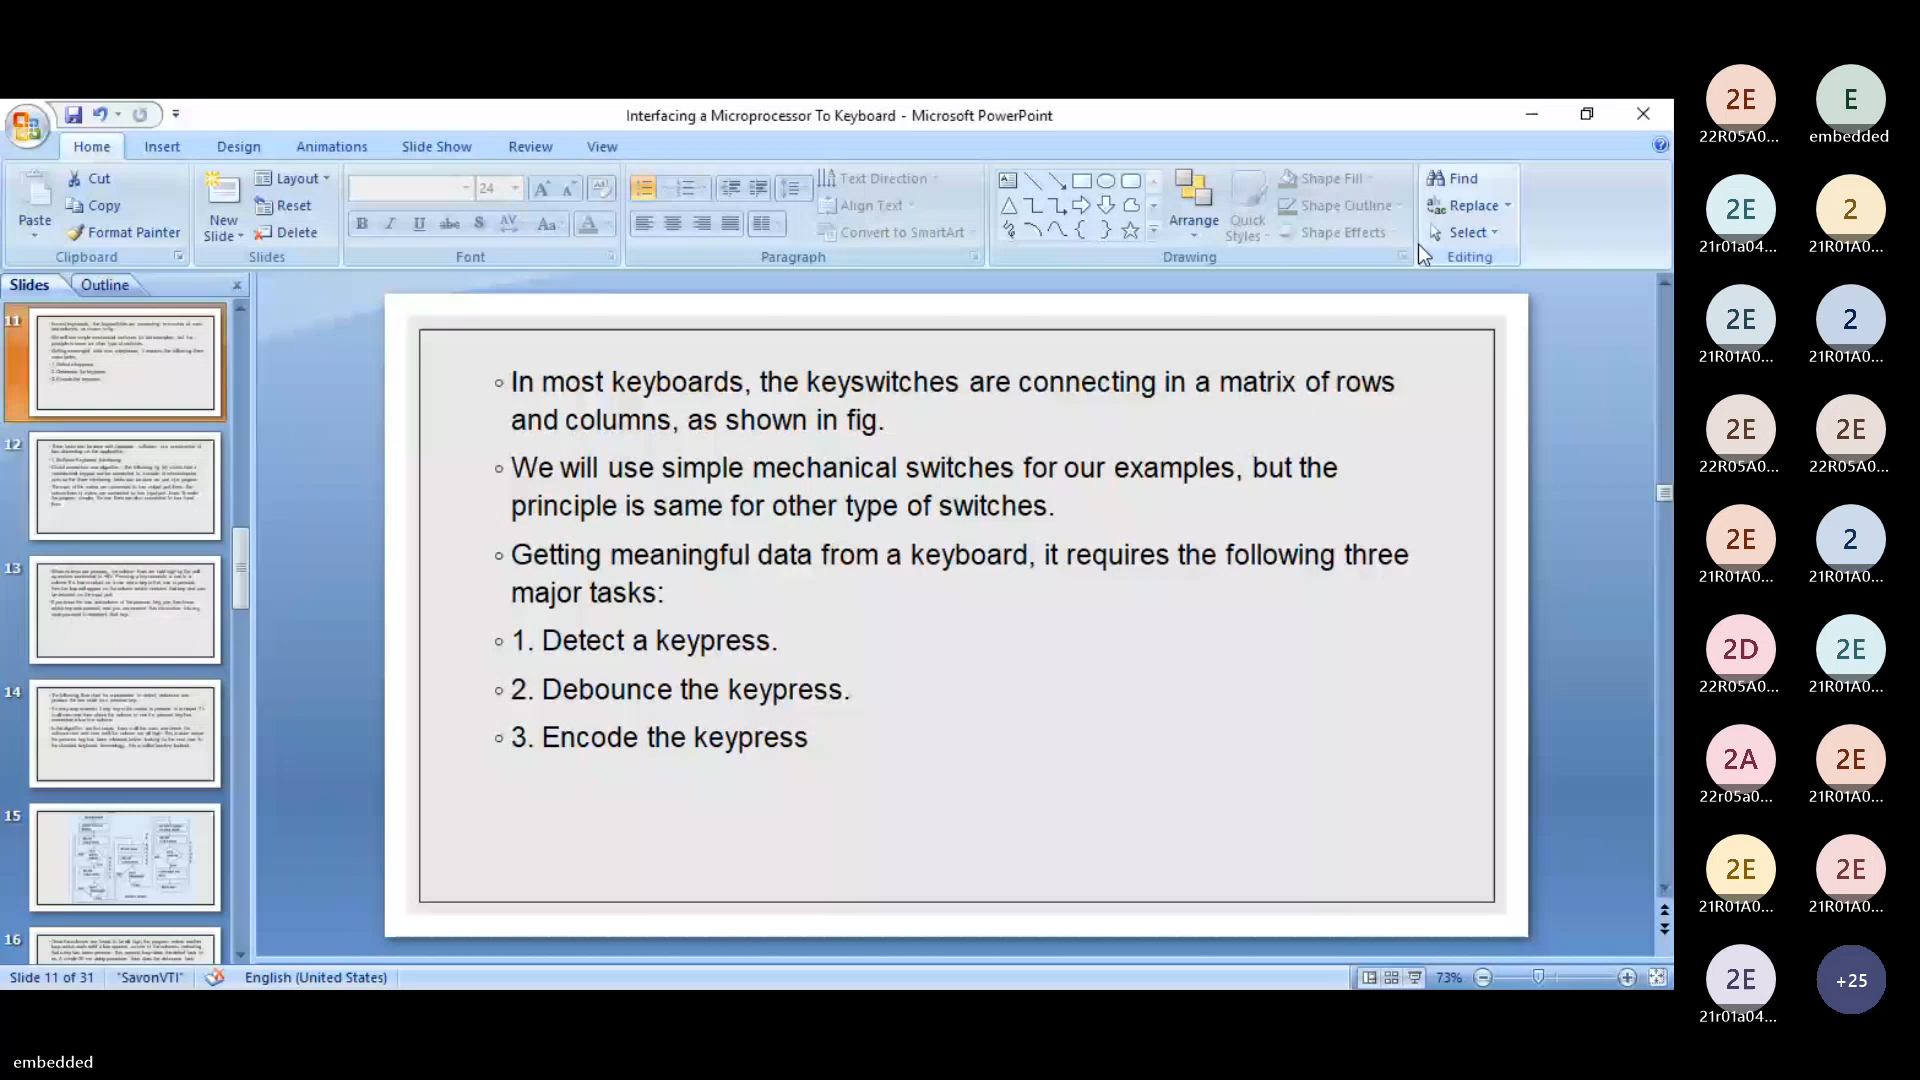 Interfacing a Microprocessor To Keyboard - Microsoft PowerPoint
Home Insert Design Animations Slide Show Review View
Paste
Cut
Copy
Format Painter
Clipboard
New Slide
Layout
Reset
Delete
Slides
24
Font
Text Direction
Align Text
Convert to SmartArt
Paragraph
Arrange
Quick Styles
Shape Fill
Shape Outline
Shape Effects
Drawing
Find
Replace
Select
Editing
Slides Outline
11
12
13
14
15
16
In most keyboards, the keyswitches are connecting in a matrix of rows
and columns, as shown in fig.
We will use simple mechanical switches for our examples, but the
principle is same for other type of switches.
Getting meaningful data from a keyboard, it requires the following three
major tasks:
1. Detect a keypress.
2. Debounce the keypress.
3. Encode the keypress
Slide 11 of 31 "SavonVTI" English (United States) 73%
embedded
2E E
22R05A0... embedded
2E 2
21r01a04... 21R01A0...
2E 2
21R01A0... 21R01A0...
2E 2E
22R05A0... 22R05A0...
2E 2
21R01A0... 21R01A0...
2D 2E
22R05A0... 21R01A0...
2A 2E
22r05a0... 21R01A0...
2E 2E
21R01A0... 21R01A0...
2E +25
21r01a04...